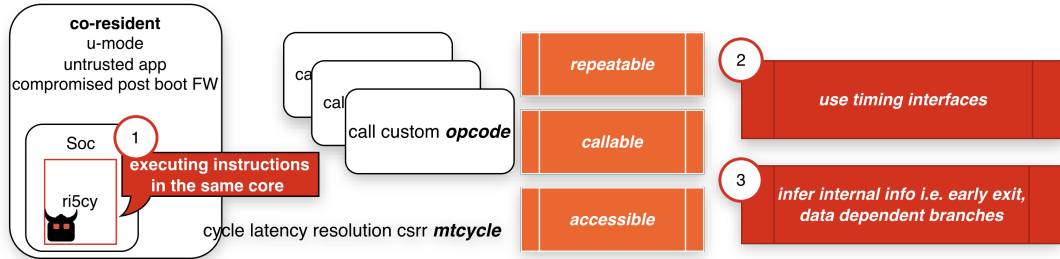 co-resident
u-mode
untrusted app
compromised post boot FW
Soc
1
executing instructions
in the same core
ri5cy
ca
cal
call custom opcode
cycle latency resolution csrr mtcycle
repeatable
callable
accessible
2
use timing interfaces
3
infer internal info i.e. early exit,
data dependent branches